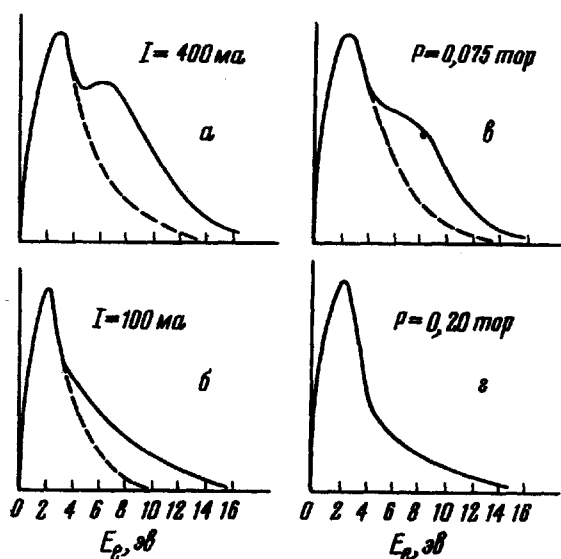 I = 400 ма
а
P = 0,075 тор
в
I = 100 ма
б
P = 0,20 тор
г
0 2 4 6 8 10 12 14 16
0 2 4 6 8 10 12 14 16
Eₚ, эв
Eₚ, эв